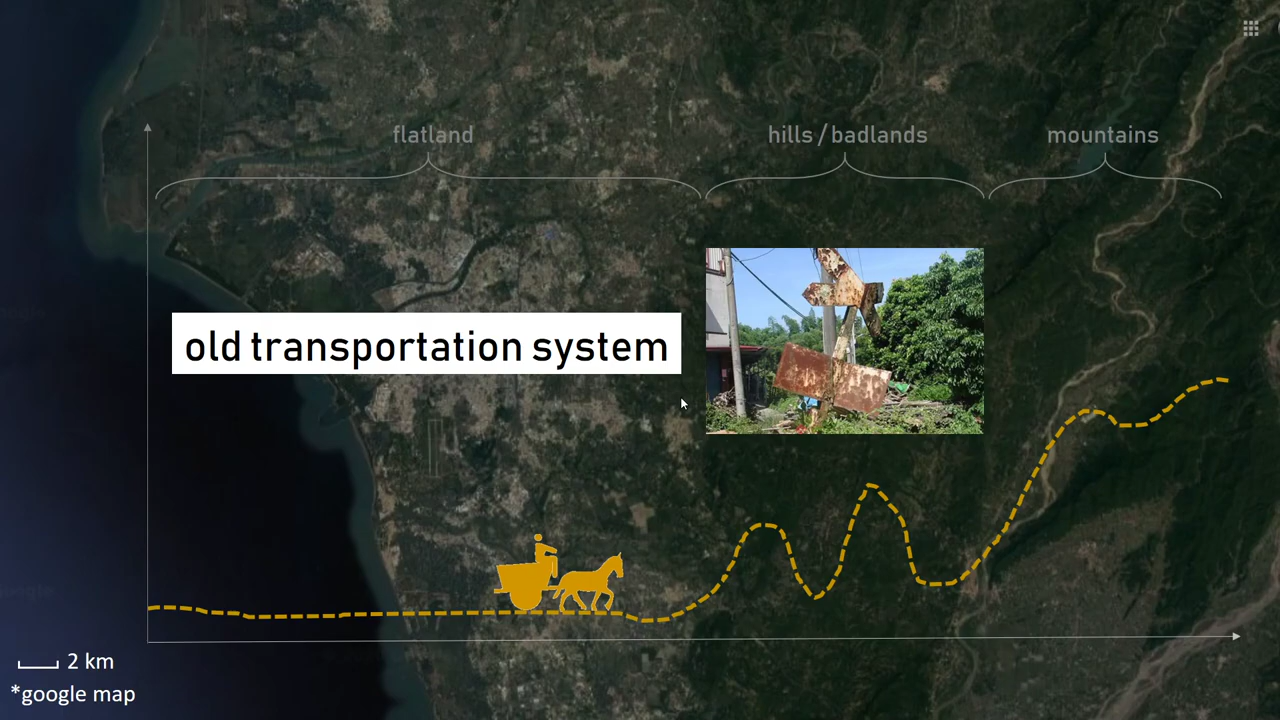 flatland
hills / badlands
mountains
old transportation system
2 km
*google map